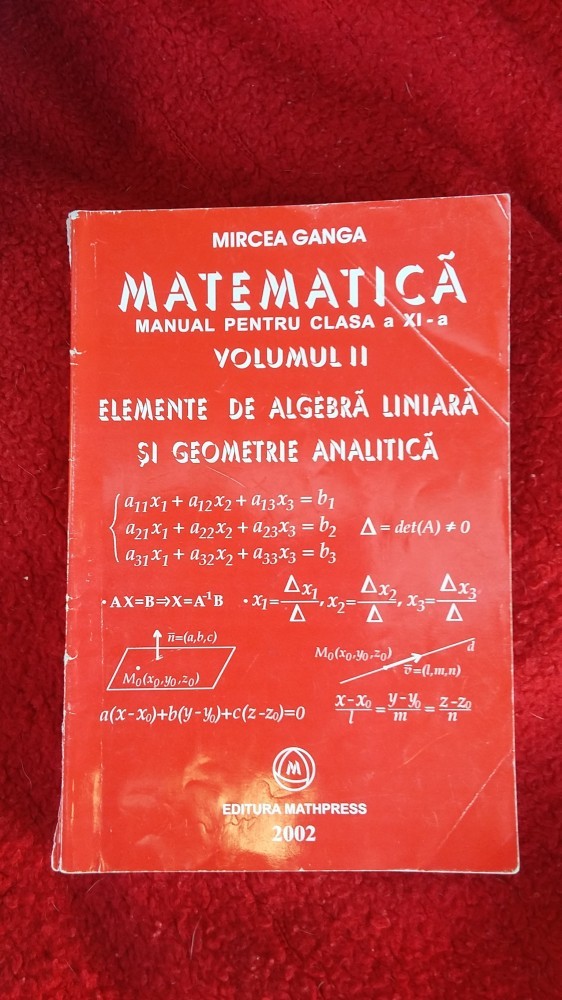 MIRCEA GANGA
MATEMATICĂ
MANUAL PENTRU CLASA a XI-a
VOLUMUL II
ELEMENTE DE ALGEBRĂ LINIARĂ
ȘI GEOMETRIE ANALITICĂ
a₁₁x₁ + a₁₂x₂ + a₁₃x₃ = b₁
a₂₁x₁ + a₂₂x₂ + a₂₃x₃ = b₂ Δ = det(A) ≠ 0
a₃₁x₁ + a₃₂x₂ + a₃₃x₃ = b₃
• AX=B⇒X=A⁻¹B • x₁=Δx₁/Δ, x₂=Δx₂/Δ, x₃=Δx₃/Δ
n̄=(a,b,c)
M₀(x₀,y₀,z₀)
a(x-x₀)+b(y-y₀)+c(z-z₀)=0
d
M₀(x₀,y₀,z₀)
v̄=(l,m,n)
x-x₀/l = y-y₀/m = z-z₀/n
M
EDITURA MATHPRESS
2002